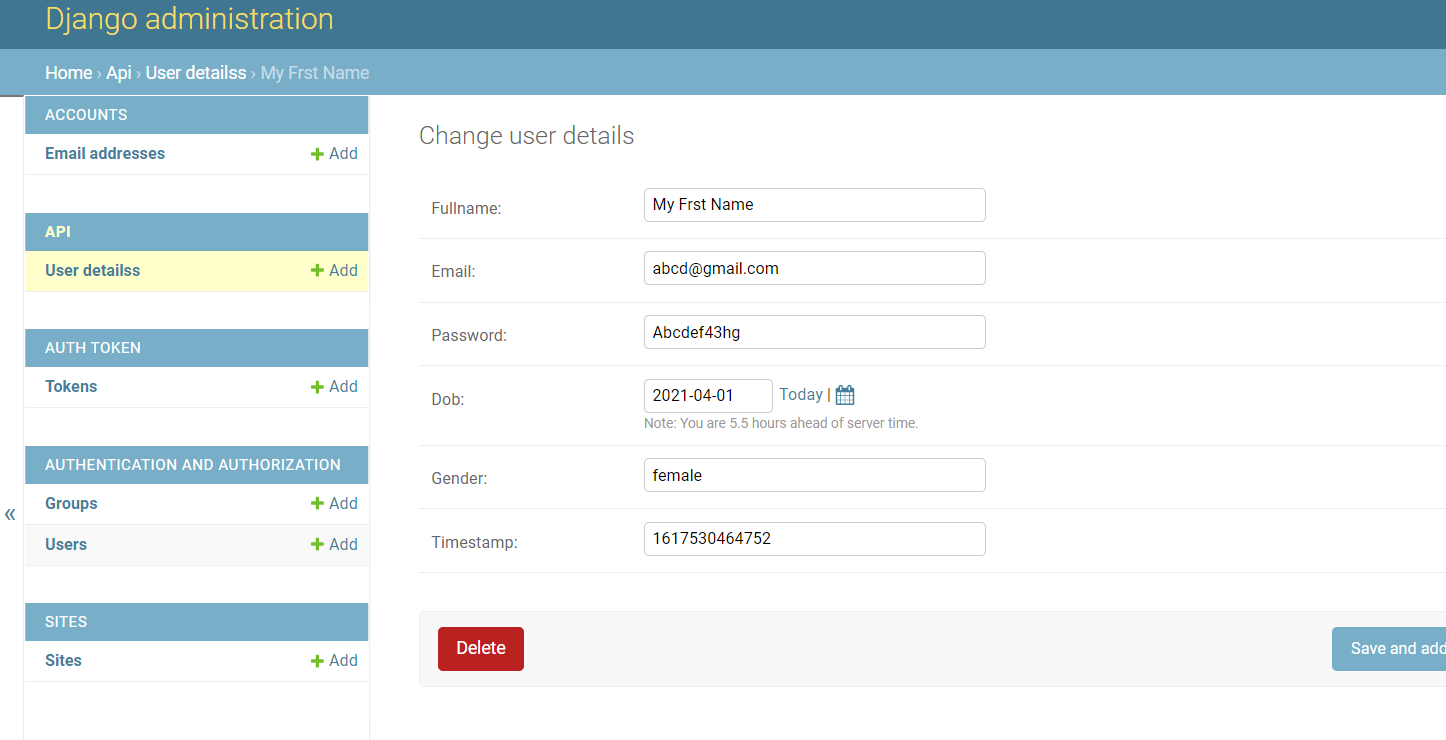 Django administration
Home › Api › User detailss › My Frst Name
ACCOUNTS
Email addresses
Add
API
User detailss
Add
AUTH TOKEN
Tokens
Add
AUTHENTICATION AND AUTHORIZATION
Groups
Add
Users
Add
SITES
Sites
Add
«
Change user details
Fullname:
My Frst Name
Email:
abcd@gmail.com
Password:
Abcdef43hg
Dob:
2021-04-01
Today |
Note: You are 5.5 hours ahead of server time.
Gender:
female
Timestamp:
1617530464752
Delete
Save and add